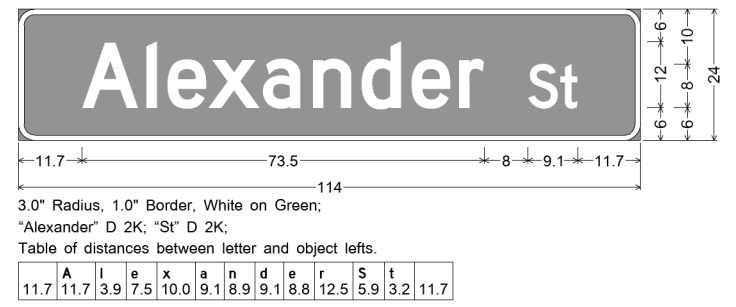 Alexander St
6 12 6
10 8 6
24
11.7 73.5 8 9.1 11.7
114
3.0" Radius, 1.0" Border, White on Green;
“Alexander” D 2K; “St” D 2K;
Table of distances between letter and object lefts.
A l e x a n d e r S t
11.7 11.7 3.9 7.5 10.0 9.1 8.9 9.1 8.8 12.5 5.9 3.2 11.7